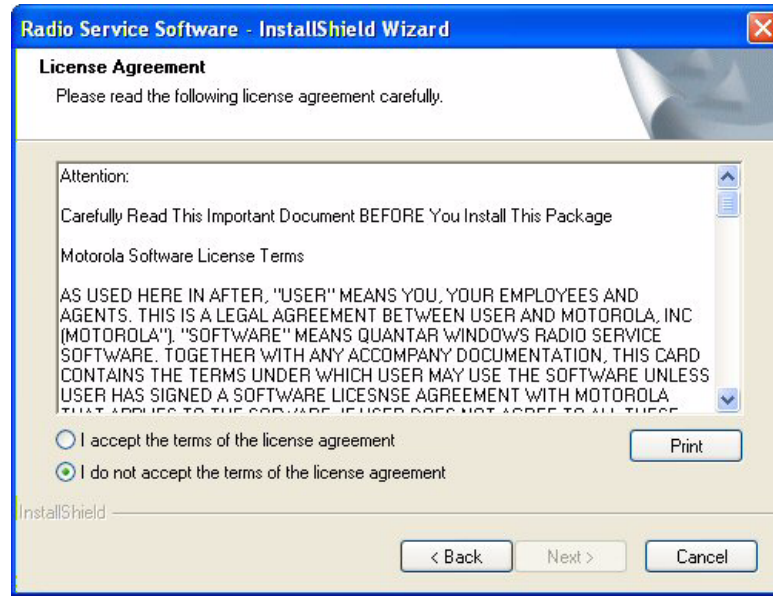 Radio Service Software - InstallShield Wizard
License Agreement
Please read the following license agreement carefully.
Attention:
Carefully Read This Important Document BEFORE You Install This Package
Motorola Software License Terms
AS USED HERE IN AFTER, "USER" MEANS YOU, YOUR EMPLOYEES AND
AGENTS. THIS IS A LEGAL AGREEMENT BETWEEN USER AND MOTOROLA, INC
(MOTOROLA"). "SOFTWARE" MEANS QUANTAR WINDOWS RADIO SERVICE
SOFTWARE. TOGETHER WITH ANY ACCOMPANY DOCUMENTATION, THIS CARD
CONTAINS THE TERMS UNDER WHICH USER MAY USE THE SOFTWARE UNLESS
USER HAS SIGNED A SOFTWARE LICESNSE AGREEMENT WITH MOTOROLA
I accept the terms of the license agreement
Print
I do not accept the terms of the license agreement
InstallShield
< Back
Next >
Cancel